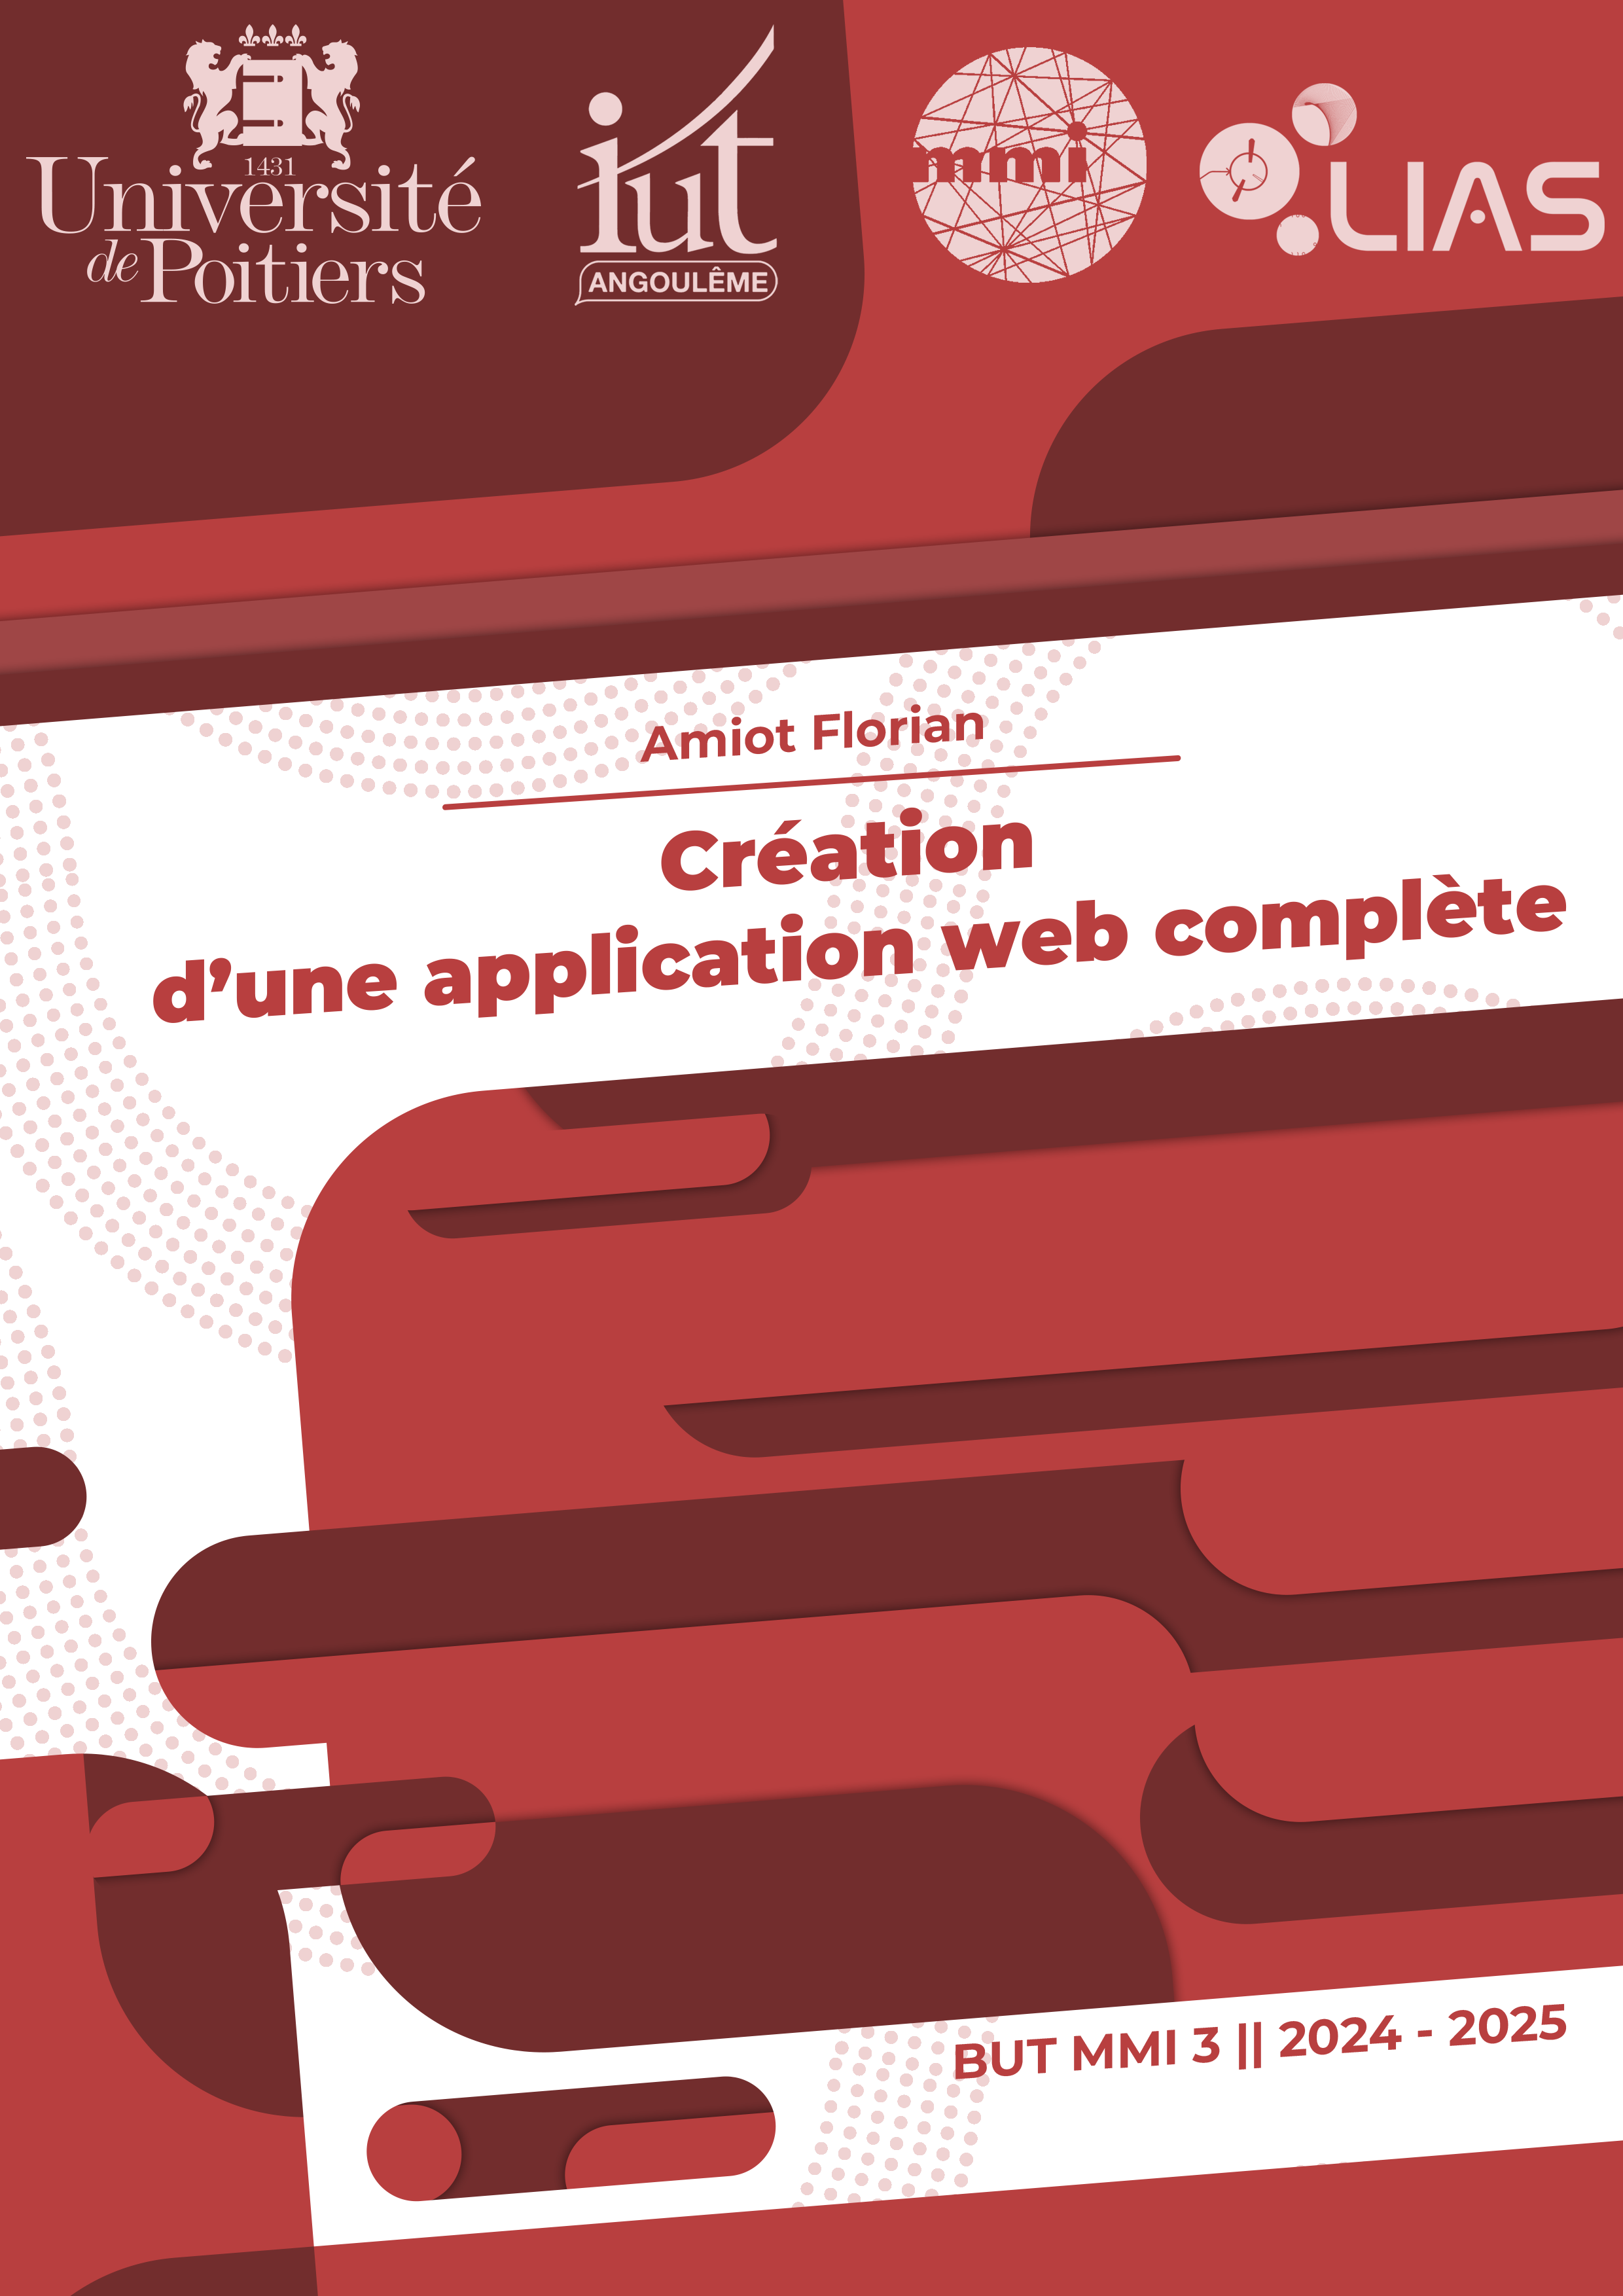 1431
Université
de Poitiers
iut
ANGOULÊME
mmi
LIAS
Amiot Florian
Création
d’une application web complète
BUT MMI 3 || 2024 - 2025